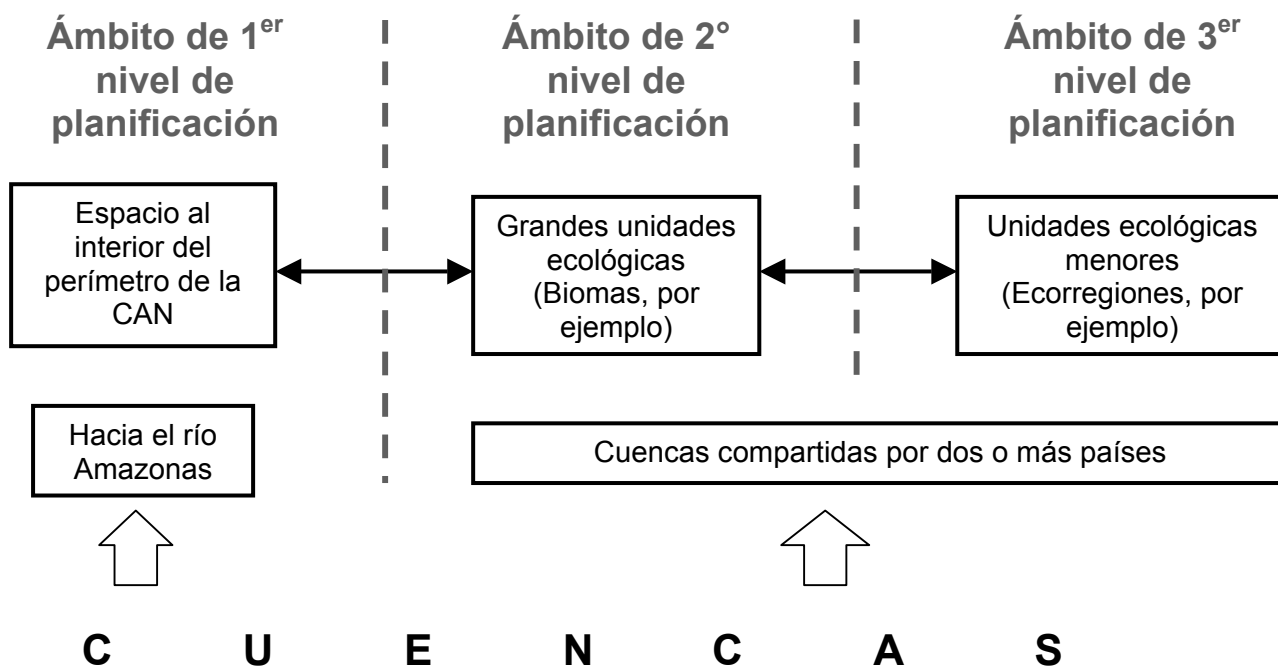 Ámbito de 1er
nivel de
planificación
Ámbito de 2°
nivel de
planificación
Ámbito de 3er
nivel de
planificación
Espacio al
interior del
perímetro de la
CAN
Grandes unidades
ecológicas
(Biomas, por
ejemplo)
Unidades ecológicas
menores
(Ecorregiones, por
ejemplo)
Hacia el río
Amazonas
Cuencas compartidas por dos o más países
C U E N C A S